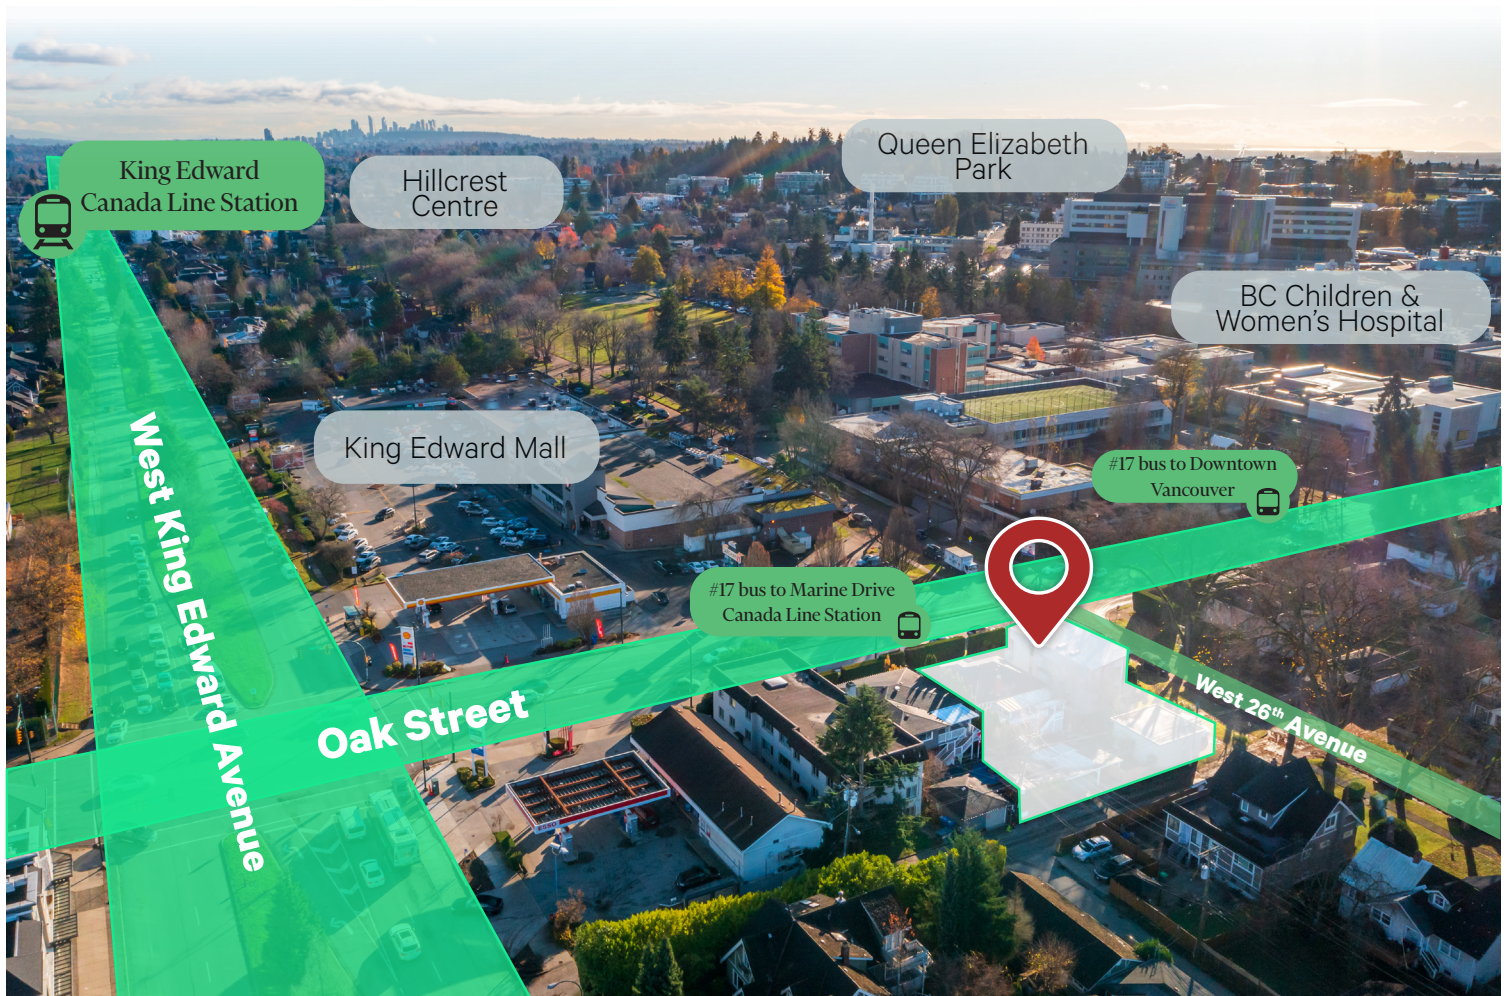 King Edward
Canada Line Station
Hillcrest
Centre
Queen Elizabeth
Park
BC Children &
Women's Hospital
King Edward Mall
#17 bus to Downtown
Vancouver
#17 bus to Marine Drive
Canada Line Station
West King Edward Avenue
Oak Street
West 26th Avenue
ESSO